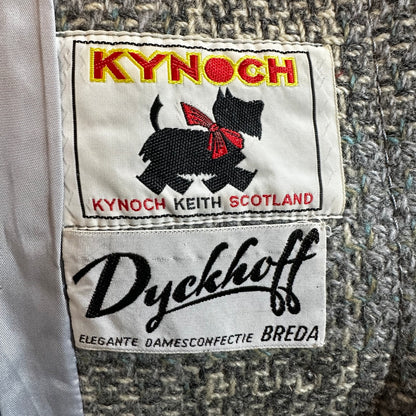 KYNOCH
KYNOCH KEITH SCOTLAND
Dyckhoff
ELEGANTE DAMESCONFECTIE BREDA